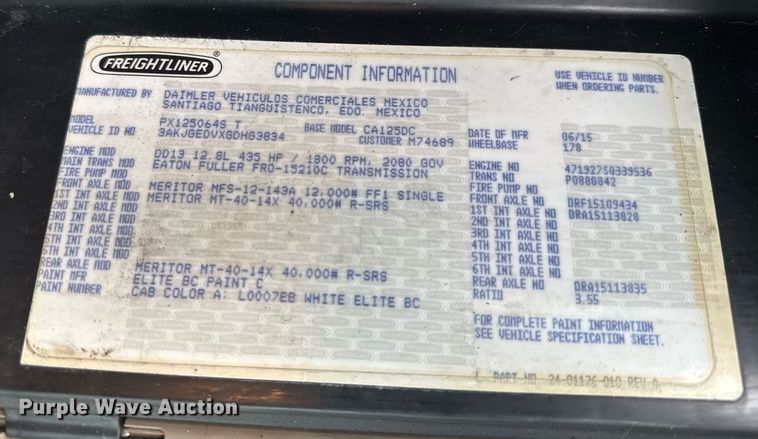 FREIGHTLINER ®
COMPONENT INFORMATION
USE VEHICLE ID NUMBER
WHEN ORDERING PARTS.
MANUFACTURED BY DAIMLER VEHICULOS COMERCIALES MEXICO
SANTIAGO TIANGUISTENCO, EDO. MEXICO
MODEL PX125064S T BASE MODEL CA125DC DATE OF MFR 06/15
VEHICLE ID NO 3AKJGEDVXGDHG3834 CUSTOMER M74689 WHEELBASE 178
ENGINE MOD DD13 12.8L 435 HP / 1800 RPM, 2080 GOV ENGINE NO 471927S0339536
MAIN TRANS MOD EATON FULLER FRO-15210C TRANSMISSION TRANS NO P0880842
FIRE PUMP MOD FIRE PUMP NO
FRONT AXLE MOD MERITOR MFS-12-143A 12,000# FF1 SINGLE FRONT AXLE NO DRF15109434
1ST INT AXLE MOD MERITOR MT-40-14X 40,000# R-SRS 1ST INT AXLE NO DRA15113828
2ND INT AXLE MOD 2ND INT AXLE NO
3RD INT AXLE MOD 3RD INT AXLE NO
4TH INT AXLE MOD 4TH INT AXLE NO
5TH INT AXLE MOD 5TH INT AXLE NO
6TH INT AXLE MOD 6TH INT AXLE NO
REAR AXLE MOD MERITOR MT-40-14X 40,000# R-SRS REAR AXLE NO DRA15113835
PAINT MFR ELITE BC PAINT C RATIO 3.55
PAINT NUMBER CAB COLOR A: L0007EB WHITE ELITE BC
FOR COMPLETE PAINT INFORMATION
SEE VEHICLE SPECIFICATION SHEET.
PART NO. 24-01176-010 REV A
Purple Wave Auction